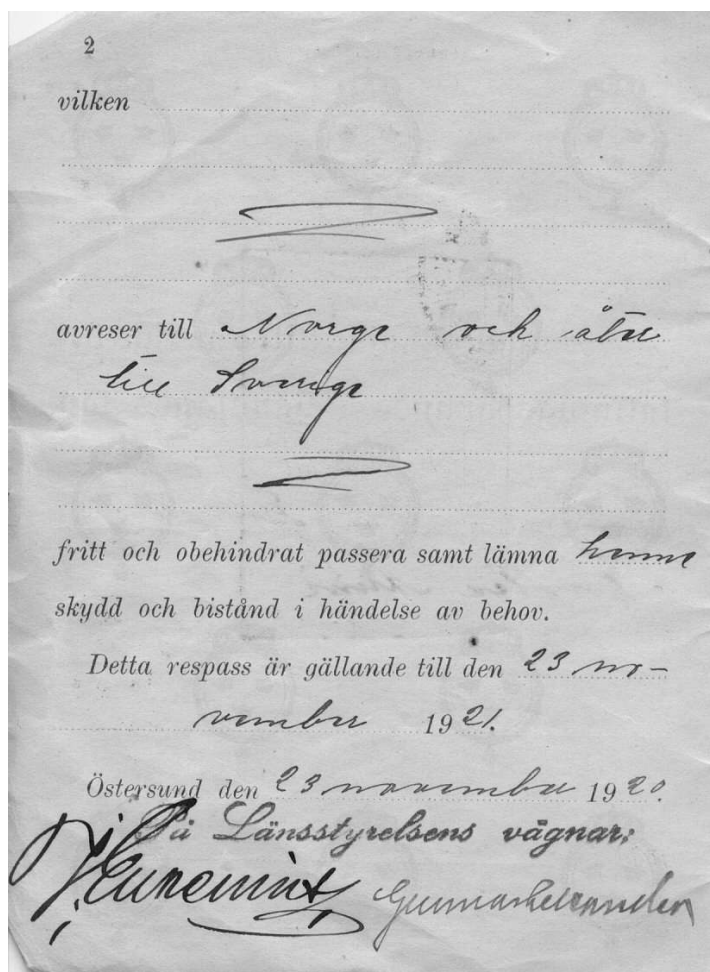 2
vilken
avreser till Norge och åter
till Sverige
fritt och obehindrat passera samt lämna henne
skydd och bistånd i händelse av behov.
Detta respass är gällande till den 23 no-
vember 1921.
Östersund den 23 november 1920.
På Länsstyrelsens vägnar: